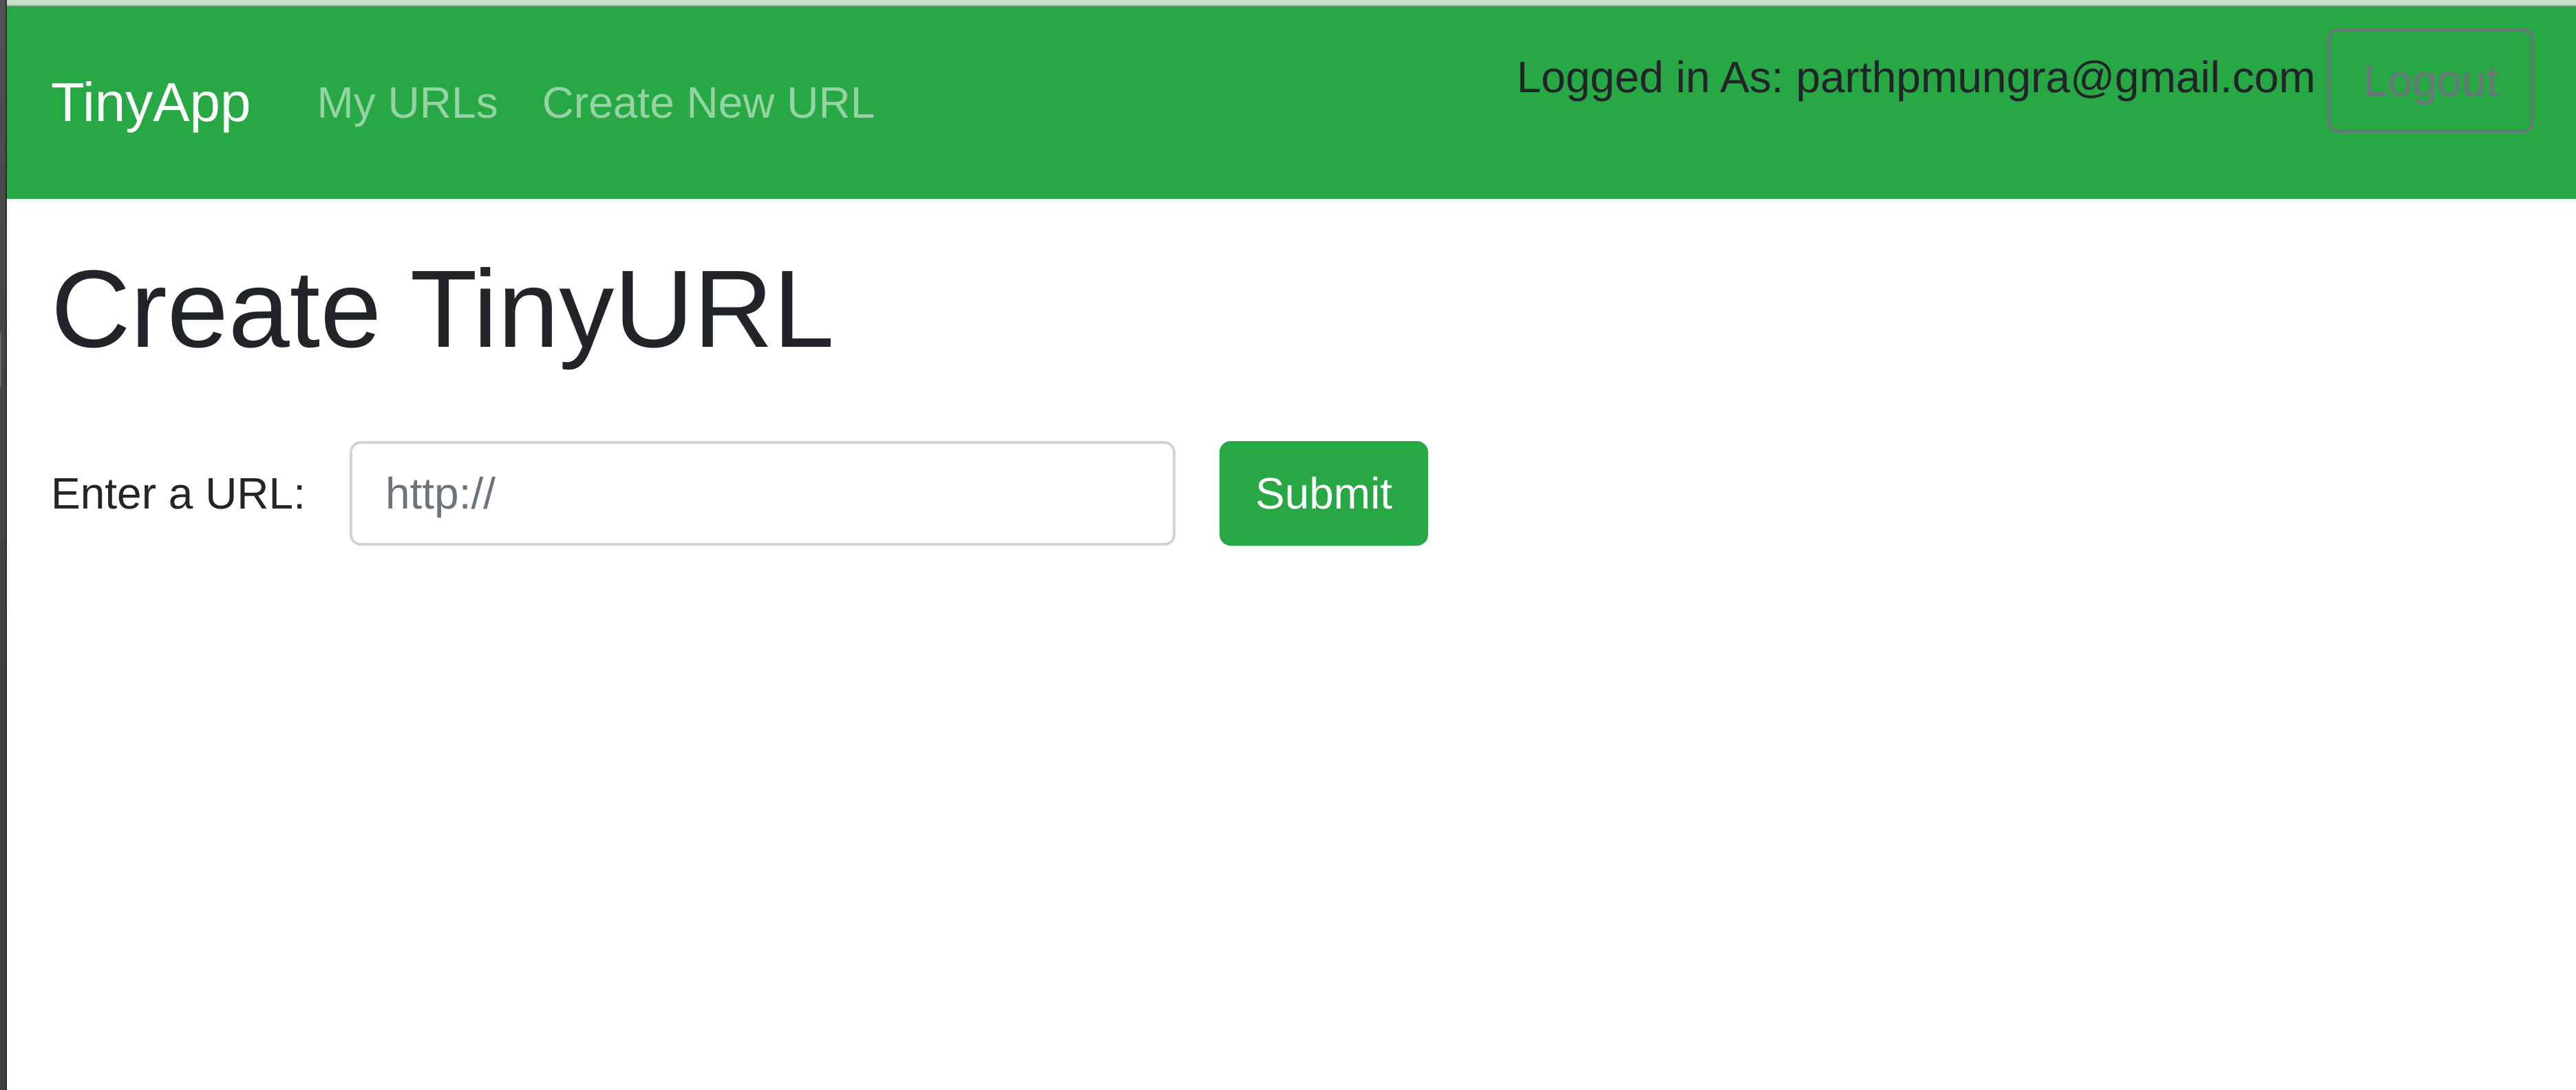 TinyApp My URLs Create New URL Logged in As: parthpmungra@gmail.com Logout
Create TinyURL
Enter a URL: http:// Submit